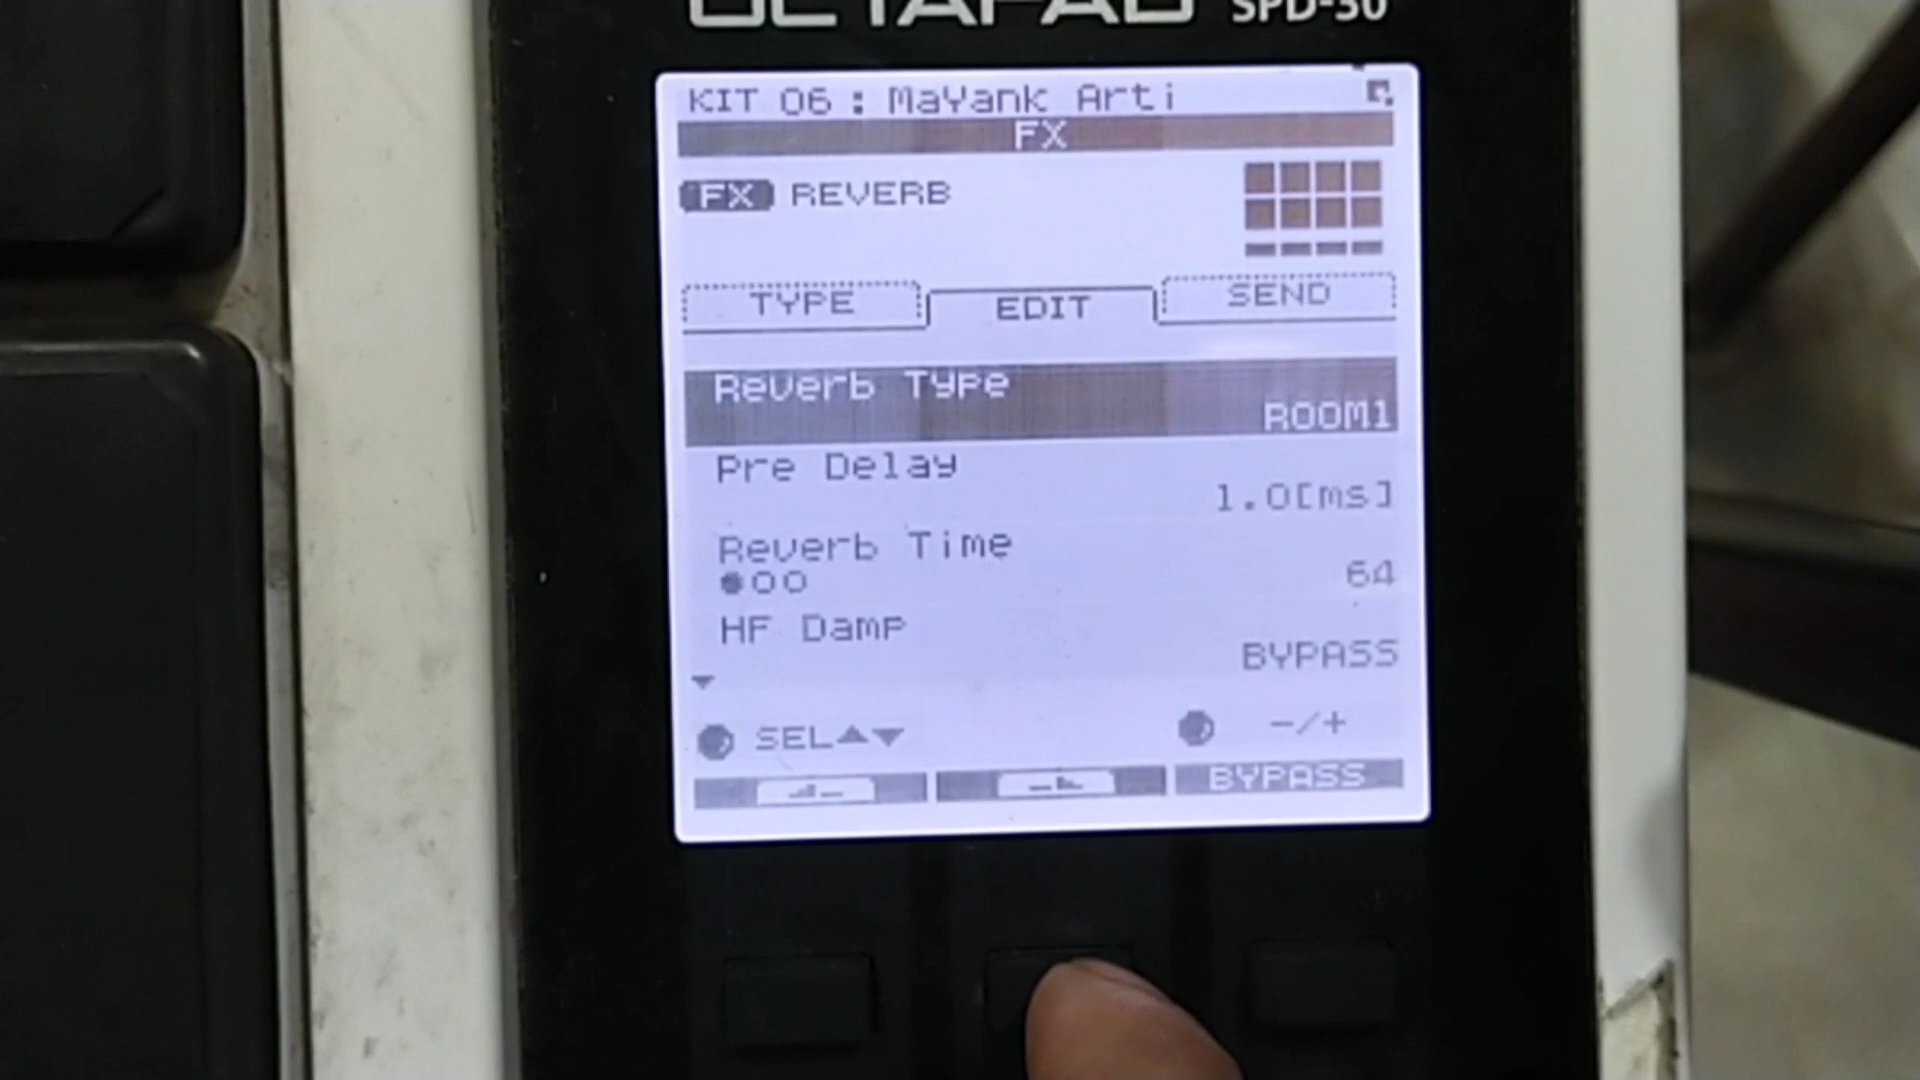 OCTAPAD SPD-30
KIT 06 : MaYank Arti
FX
FX REVERB
TYPE EDIT SEND
Reverb Type
ROOM1
Pre Delay
1.0[ms]
Reverb Time
64
HF Damp
BYPASS
SEL▲▼ -/+
BYPASS